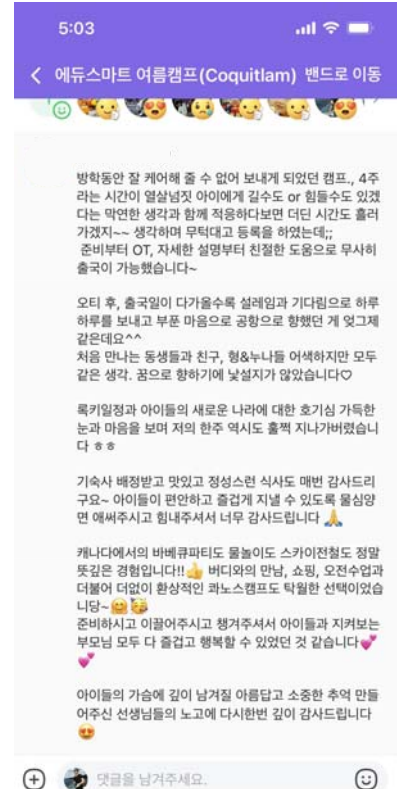 5:03
에듀스마트 여름캠프(Coquitlam) 밴드로 이동
방학동안 잘 케어해 줄 수 없어 보내게 되었던 캠프., 4주
라는 시간이 열살넘짓 아이에게 길수도 or 힘들수도 있겠
다는 막연한 생각과 함께 적응하다보면 더딘 시간도 흘러
가겠지~~ 생각하며 무턱대고 등록을 하였는데;;
준비부터 OT, 자세한 설명부터 친절한 도움으로 무사히
출국이 가능했습니다~
오티 후, 출국일이 다가올수록 설레임과 기다림으로 하루
하루를 보내고 부푼 마음으로 공항으로 향했던 게 엊그제
같은데요^^
처음 만나는 동생들과 친구, 형&누나들 어색하지만 모두
같은 생각. 꿈으로 향하기에 낯설지가 않았습니다♡
록키일정과 아이들의 새로운 나라에 대한 호기심 가득한
눈과 마음을 보며 저의 한주 역시도 훌쩍 지나가버렸습니
다 ㅎㅎ
기숙사 배정받고 맛있고 정성스런 식사도 매번 감사드리
구요~ 아이들이 편안하고 즐겁게 지낼 수 있도록 물심양
면 애써주시고 힘내주셔서 너무 감사드립니다 🙏
캐나다에서의 바베큐파티도 물놀이도 스카이전철도 정말
뜻깊은 경험입니다!!👍 버디와의 만남, 쇼핑, 오전수업과
더불어 더없이 환상적인 콰노스캠프도 탁월한 선택이었습
니당~🤗🥳
준비하시고 이끌어주시고 챙겨주셔서 아이들과 지켜보는
부모님 모두 다 즐겁고 행복할 수 있었던 것 같습니다💕
💕
아이들의 가슴에 깊이 남겨질 아름답고 소중한 추억 만들
어주신 선생님들의 노고에 다시한번 깊이 감사드립니다
😍
댓글을 남겨주세요.